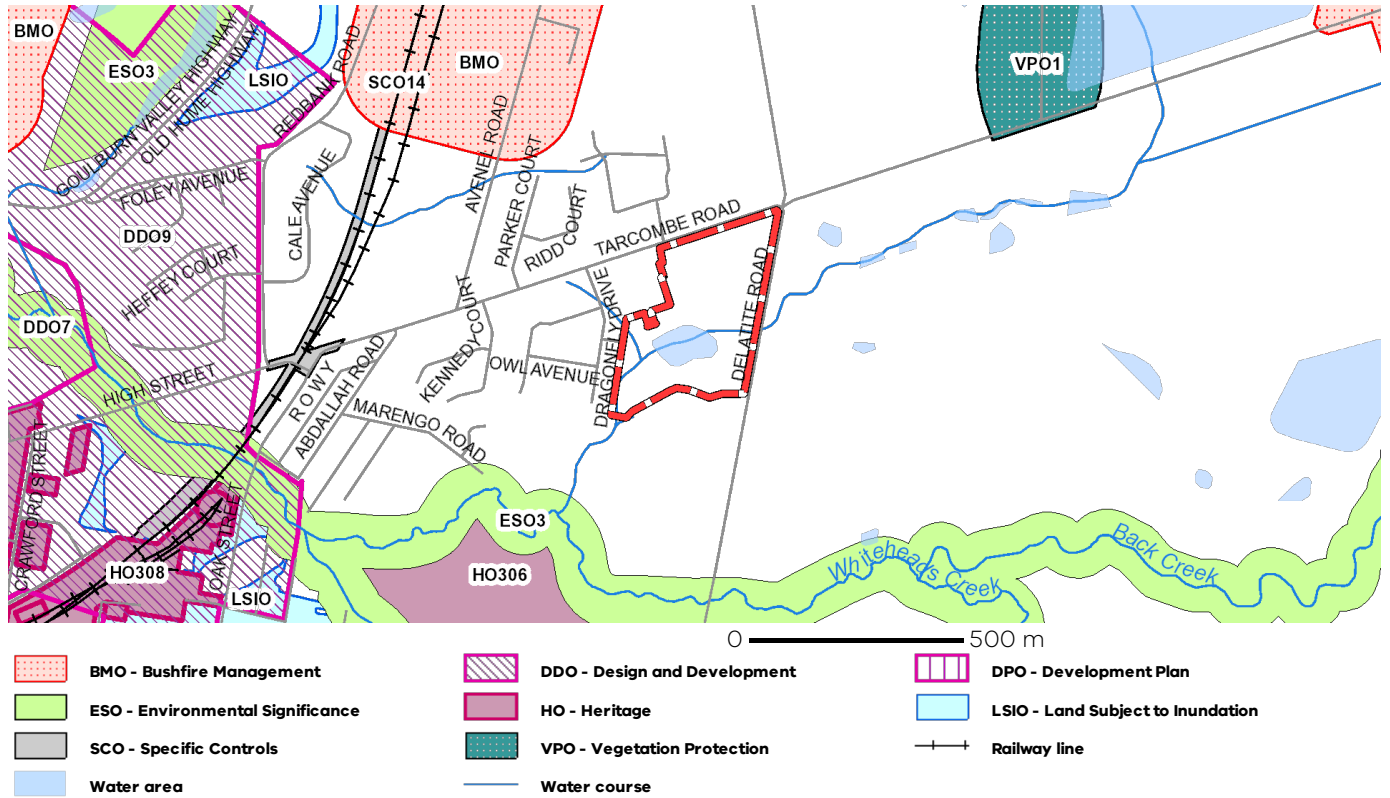 BMO
ESO3
GOULBURN VALLEY HIGHWAY
OLD HOME HIGHWAY
LSIO
REDBANK ROAD
SCO14
BMO
VPO1
FOLEY AVENUE
CALE AVENUE
AVENEL ROAD
PARKER COURT
RIDD COURT
TARCOMBE ROAD
DDO9
HEFFEY COURT
DDO7
HIGH STREET
KENNEDY COURT
DRAGONFLY DRIVE
DELATITE ROAD
OWL AVENUE
R O W Y
ABDALLAH ROAD
MARENGO ROAD
CRAWFORD STREET
OAK STREET
HO308
LSIO
ESO3
HO306
Whiteheads Creek
Back Creek
0 500 m
BMO - Bushfire Management
DDO - Design and Development
DPO - Development Plan
ESO - Environmental Significance
HO - Heritage
LSIO - Land Subject to Inundation
SCO - Specific Controls
VPO - Vegetation Protection
Railway line
Water area
Water course